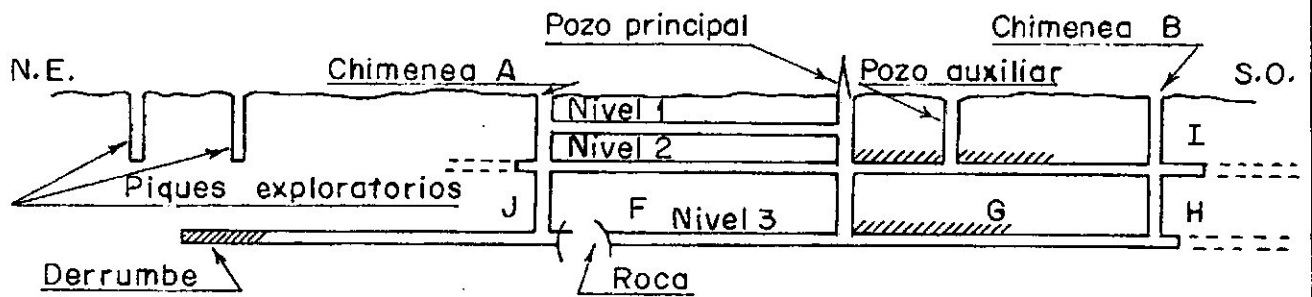 Pozo principal
Chimenea B
N.E.
Chimenea A
Pozo auxiliar
S.O.
Nivel 1
Nivel 2
I
Piques exploratorios
J
F
Nivel 3
G
H
Derrumbe
Roca